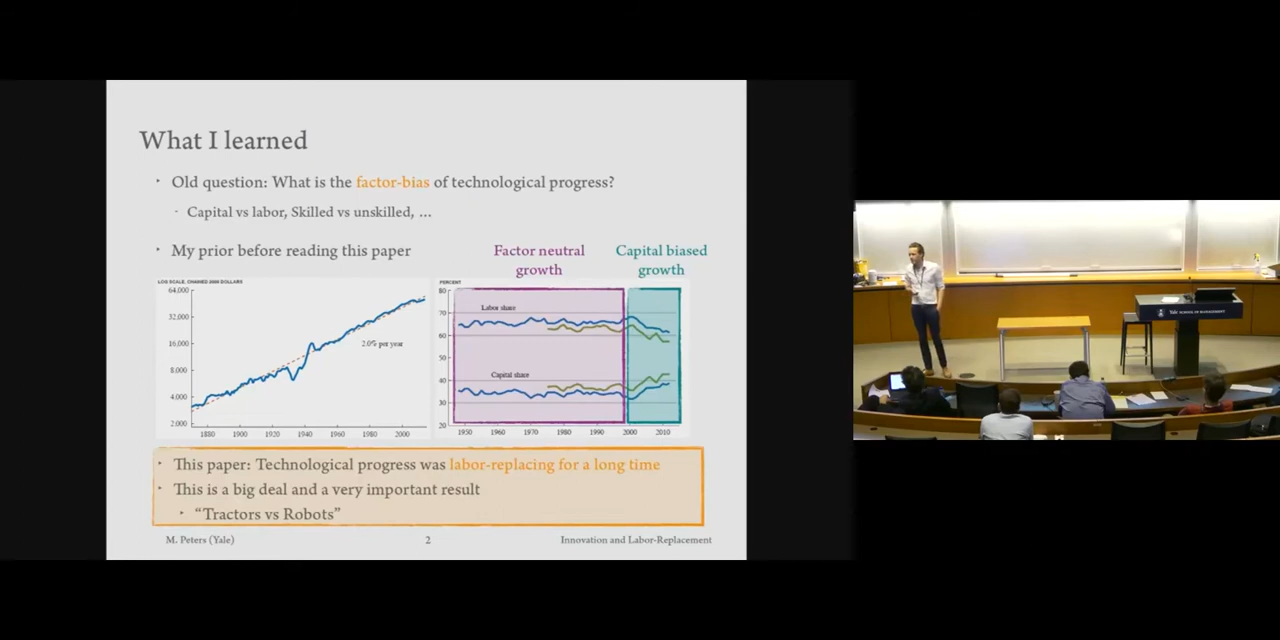 What I learned
‣ Old question: What is the factor-bias of technological progress?
- Capital vs labor, Skilled vs unskilled, …
‣ My prior before reading this paper
Factor neutral
growth
Capital biased
growth
LOG SCALE, CHAINED 2009 DOLLARS
64,000
32,000
16,000
8,000
4,000
2,000
2.0% per year
1880 1900 1920 1940 1960 1980 2000
PERCENT
80
70
60
50
40
30
20
Labor share
Capital share
1950 1960 1970 1980 1990 2000 2010
‣ This paper: Technological progress was labor-replacing for a long time
‣ This is a big deal and a very important result
‣ “Tractors vs Robots”
M. Peters (Yale)
2
Innovation and Labor-Replacement
Yale SCHOOL OF MANAGEMENT